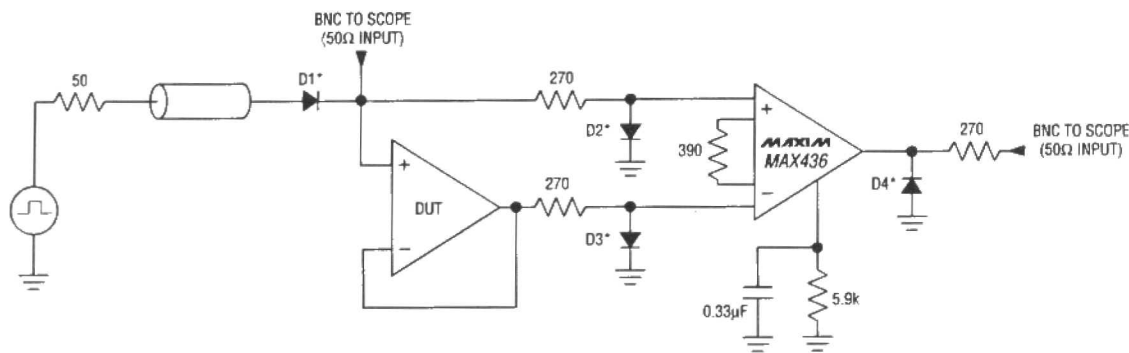 BNC TO SCOPE
(50Ω INPUT)
50
D1*
270
D2*
390
+
−
MAXIM
MAX436
270
BNC TO SCOPE
(50Ω INPUT)
D4*
+
DUT
−
270
D3*
0.33µF
5.9k